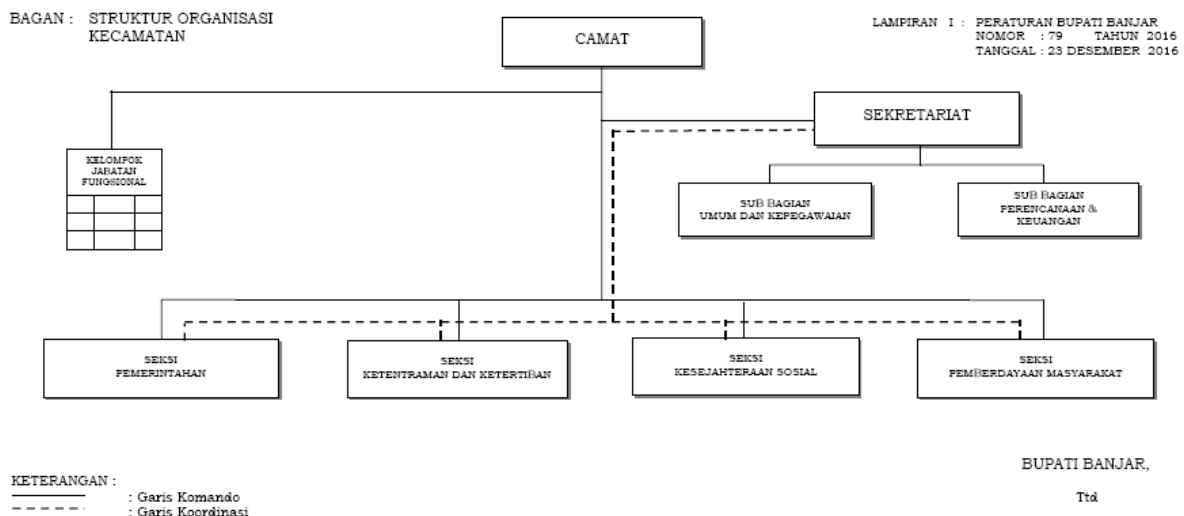 BAGAN : STRUKTUR ORGANISASI
KECAMATAN
LAMPIRAN I : PERATURAN BUPATI BANJAR
NOMOR : 79 TAHUN 2016
TANGGAL : 23 DESEMBER 2016
CAMAT
SEKRETARIAT
KELOMPOK
JABATAN
FUNGSIONAL
SUB BAGIAN
UMUM DAN KEPEGAWAIAN
SUB BAGIAN
PERENCANAAN &
KEUANGAN
SEKSI
PEMERINTAHAN
SEKSI
KETENTRAMAN DAN KETERTIBAN
SEKSI
KESEJAHTERAAN SOSIAL
SEKSI
PEMBERDAYAAN MASYARAKAT
KETERANGAN :
: Garis Komando
: Garis Koordinasi
BUPATI BANJAR,
Ttd